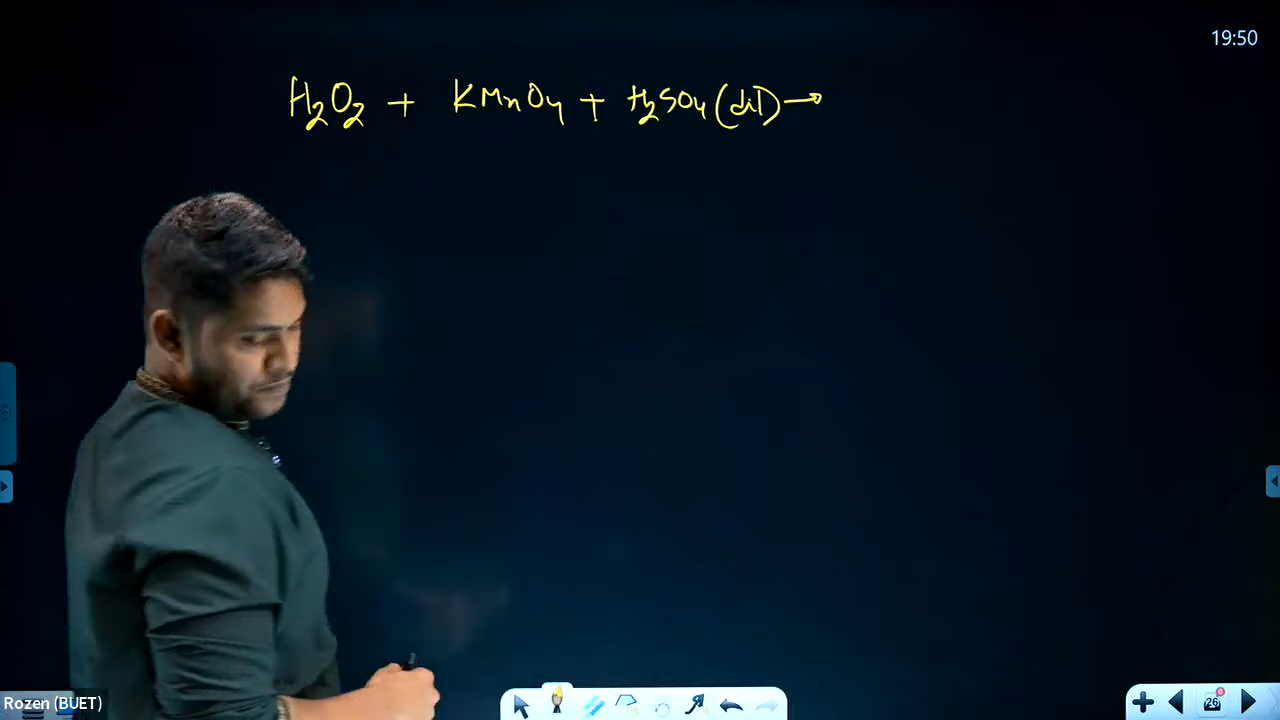 19:50
H₂O₂ + KMnO₄ + H₂SO₄ (dil) →
Rozen (BUET)
26